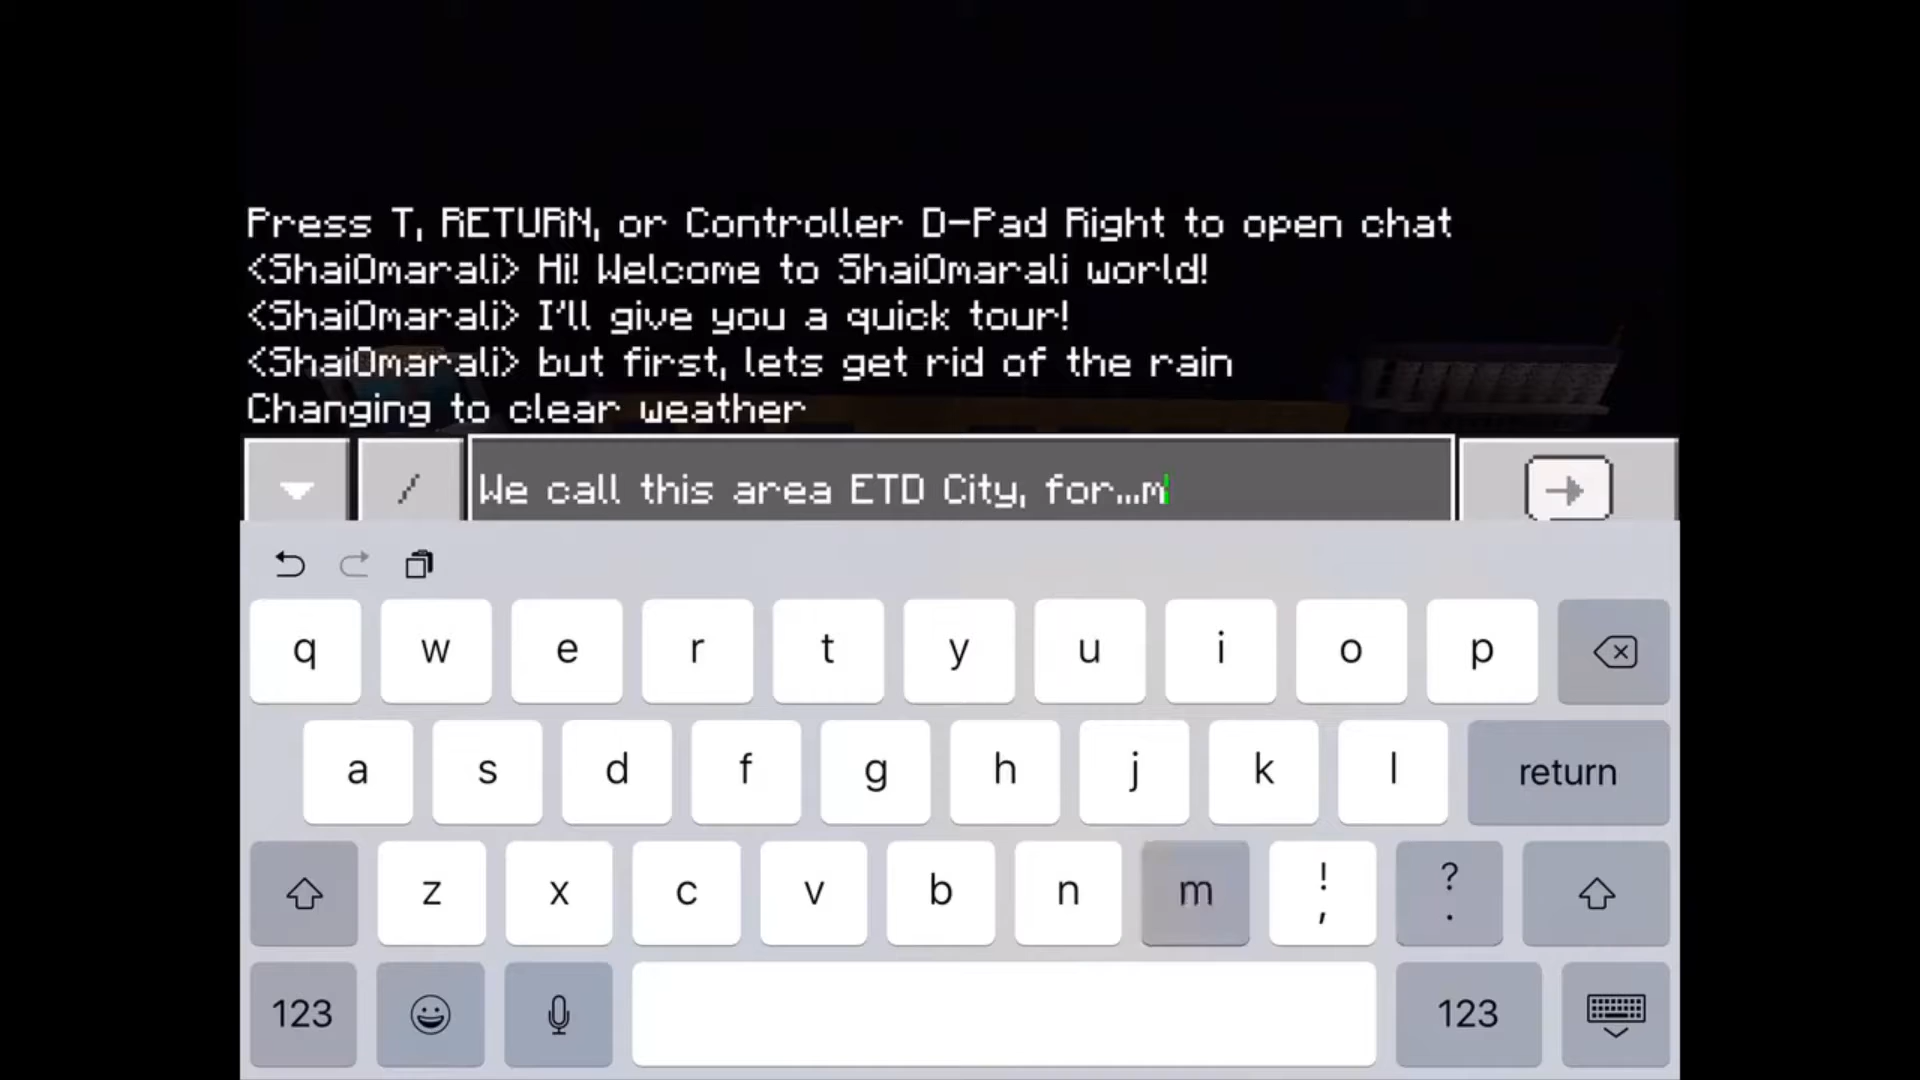 Press T, RETURN, or Controller D-Pad Right to open chat
<ShaiOmarali> Hi! Welcome to ShaiOmarali world!
<ShaiOmarali> I'll give you a quick tour!
<ShaiOmarali> but first, lets get rid of the rain
Changing to clear weather
/ We call this area ETD City, for...m
q w e r t y u i o p
a s d f g h j k l return
z x c v b n m ! , ? .
123 123